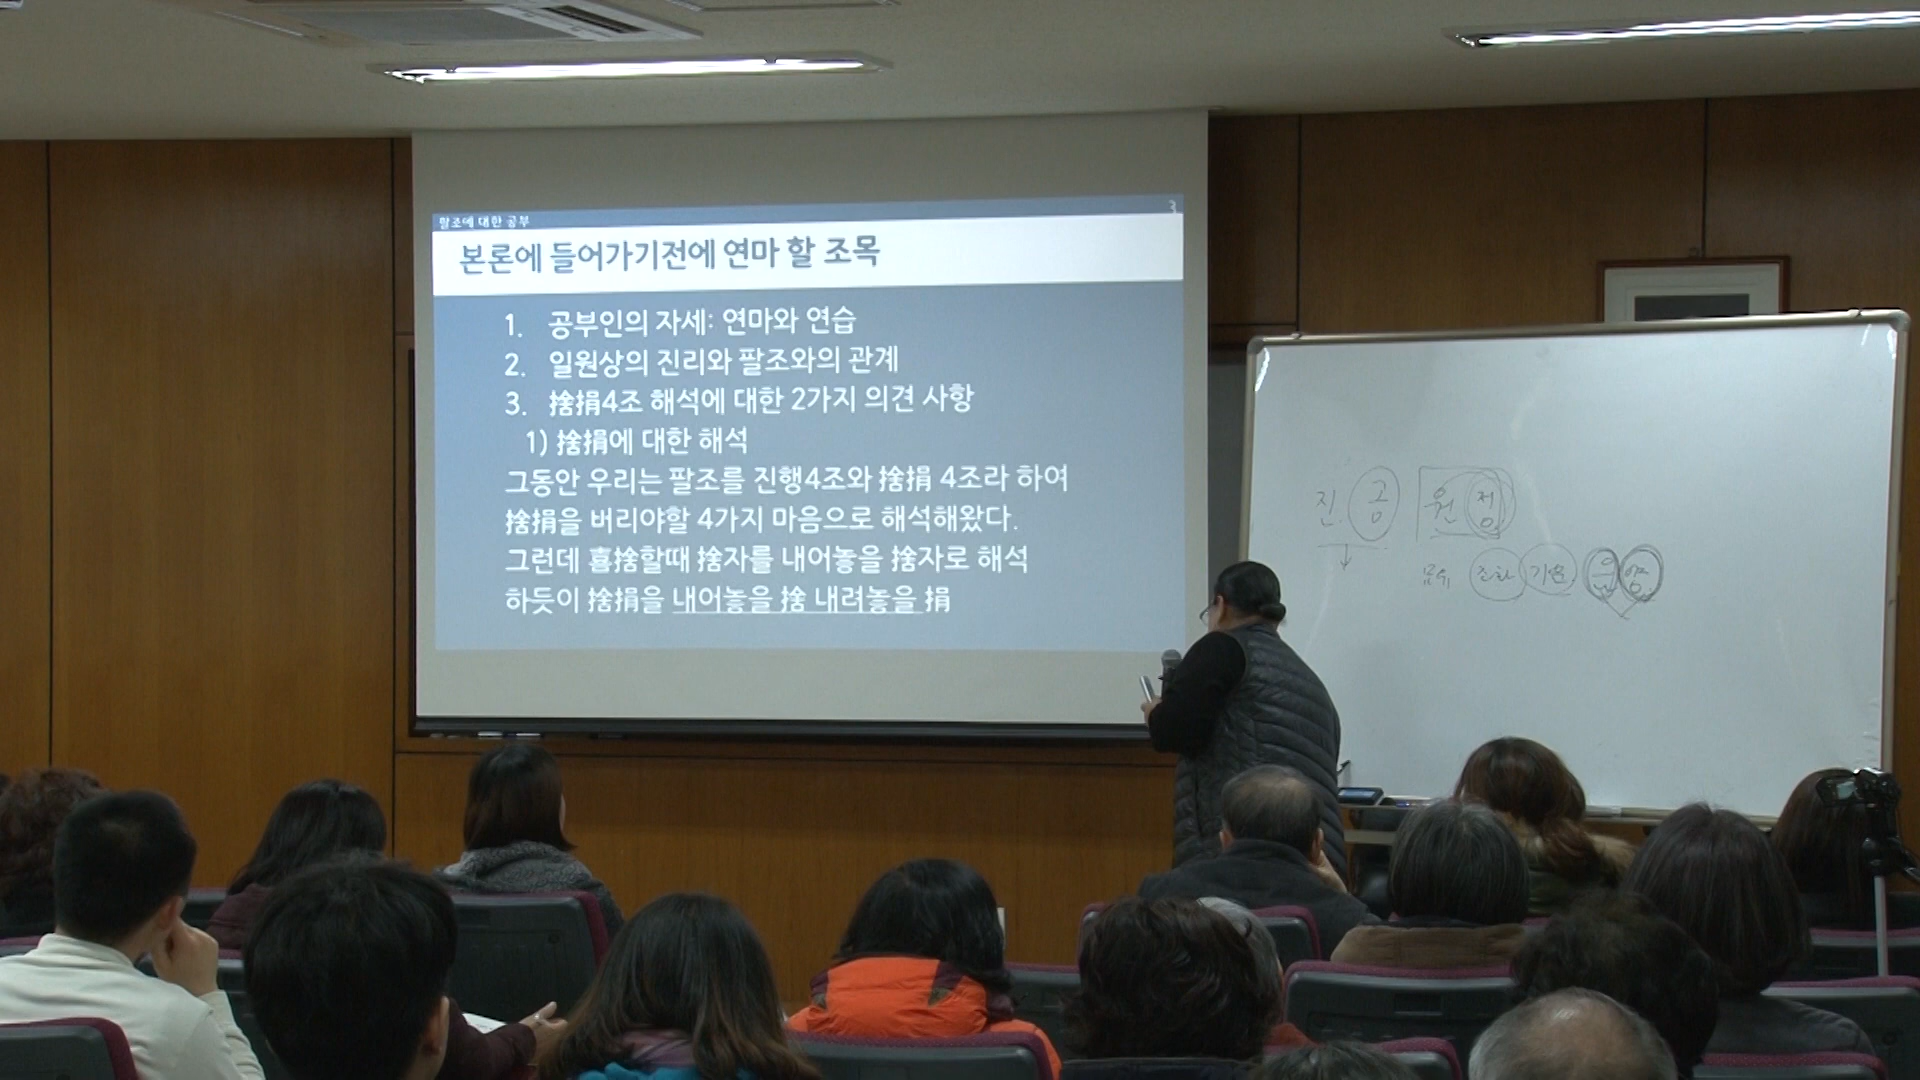 팔조에 대한 공부
3
본론에 들어가기전에 연마 할 조목
1. 공부인의 자세: 연마와 연습
2. 일원상의 진리와 팔조와의 관계
3. 捨捐4조 해석에 대한 2가지 의견 사항
1) 捨捐에 대한 해석
그동안 우리는 팔조를 진행4조와 捨捐 4조라 하여
捨捐을 버리야할 4가지 마음으로 해석해왔다.
그런데 喜捨할때 捨자를 내어놓을 捨자로 해석
하듯이 捨捐을 내어놓을 捨 내려놓을 捐
진 공 원 정
조화 기운